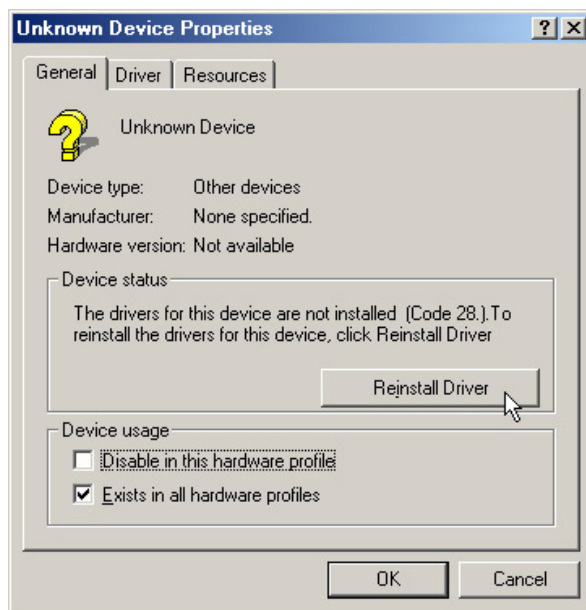 Unknown Device Properties
General Driver Resources
Unknown Device
Device type: Other devices
Manufacturer: None specified.
Hardware version: Not available
Device status
The drivers for this device are not installed (Code 28.).To
reinstall the drivers for this device, click Reinstall Driver
Reinstall Driver
Device usage
Disable in this hardware profile
Exists in all hardware profiles
OK Cancel